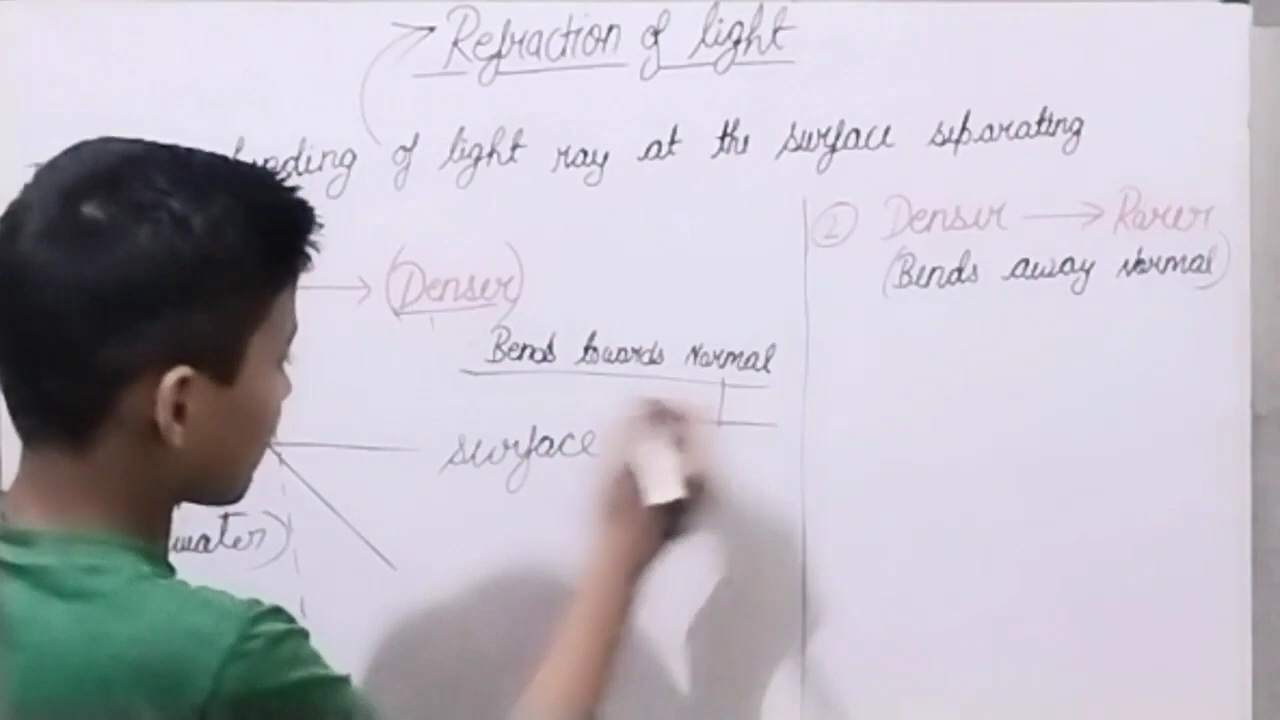 Refraction of light
of light ray at the surface separating
② Denser → Rarer
(Bends away Normal)
→ (Denser)
Bends towards Normal
surface
water)